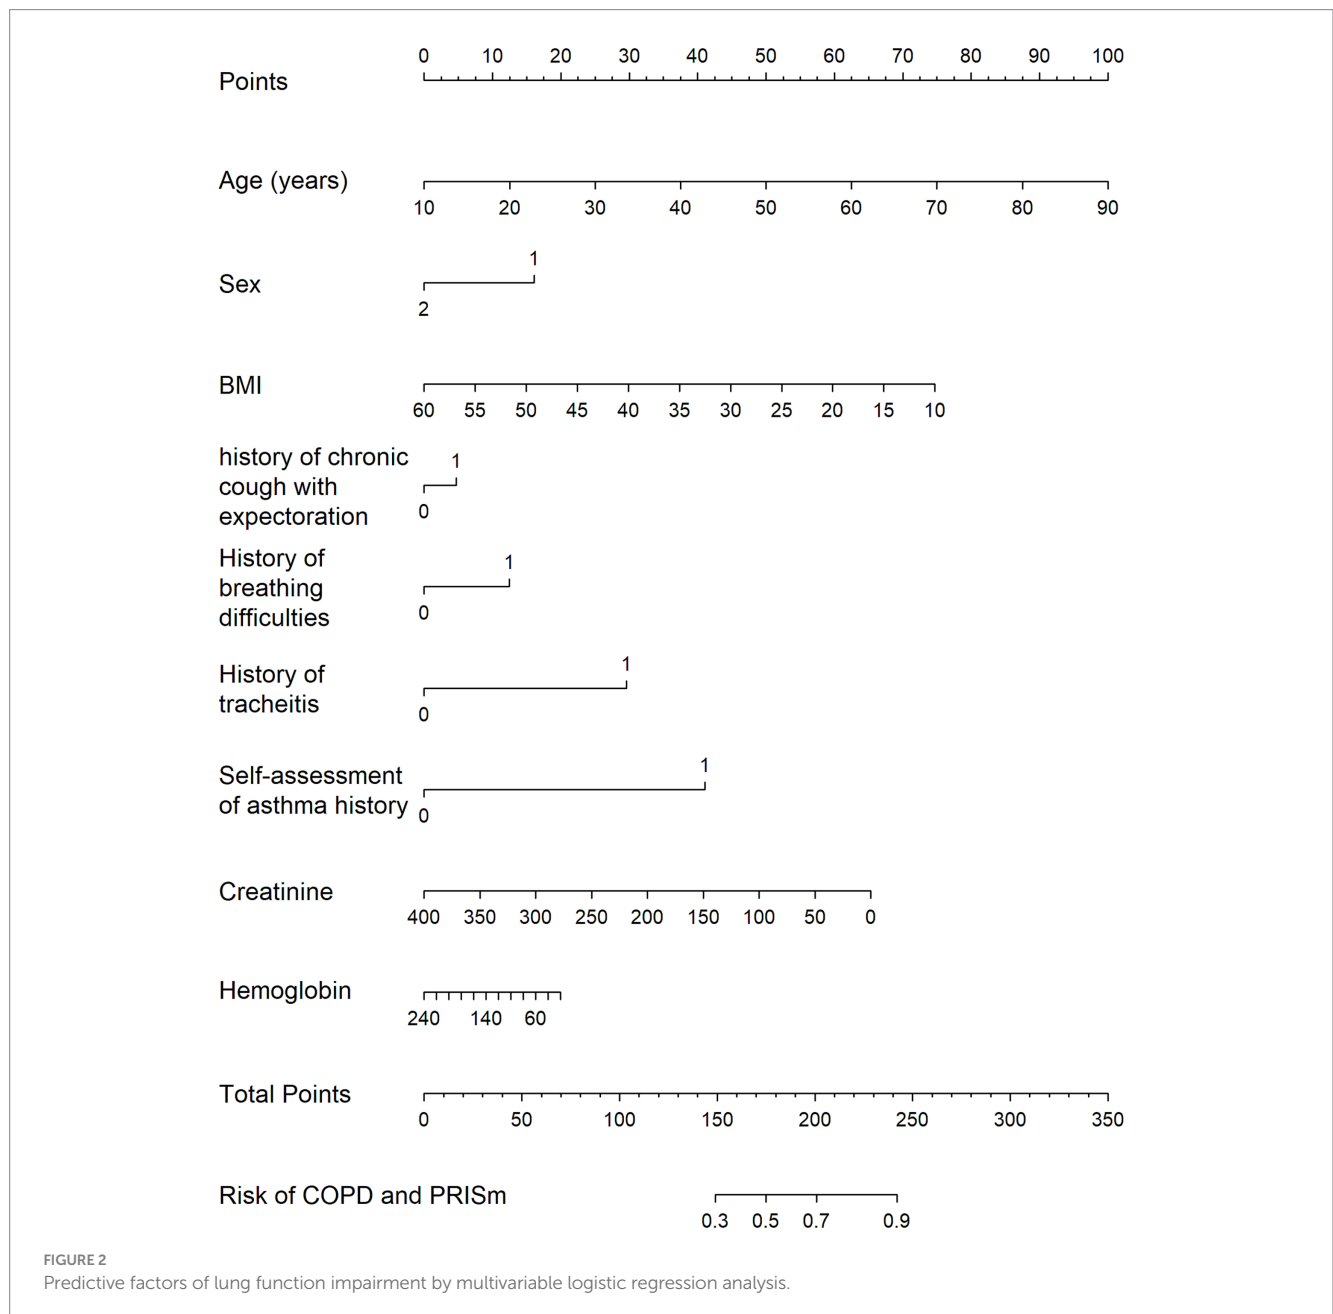 0 10 20 30 40 50 60 70 80 90 100
Points
Age (years)
10 20 30 40 50 60 70 80 90
1
Sex
2
BMI
60 55 50 45 40 35 30 25 20 15 10
history of chronic
cough with
expectoration
1
0
History of
breathing
difficulties
1
0
History of
tracheitis
1
0
Self-assessment
of asthma history
1
0
Creatinine
400 350 300 250 200 150 100 50 0
Hemoglobin
240 140 60
Total Points
0 50 100 150 200 250 300 350
Risk of COPD and PRISm
0.3 0.5 0.7 0.9
FIGURE 2
Predictive factors of lung function impairment by multivariable logistic regression analysis.